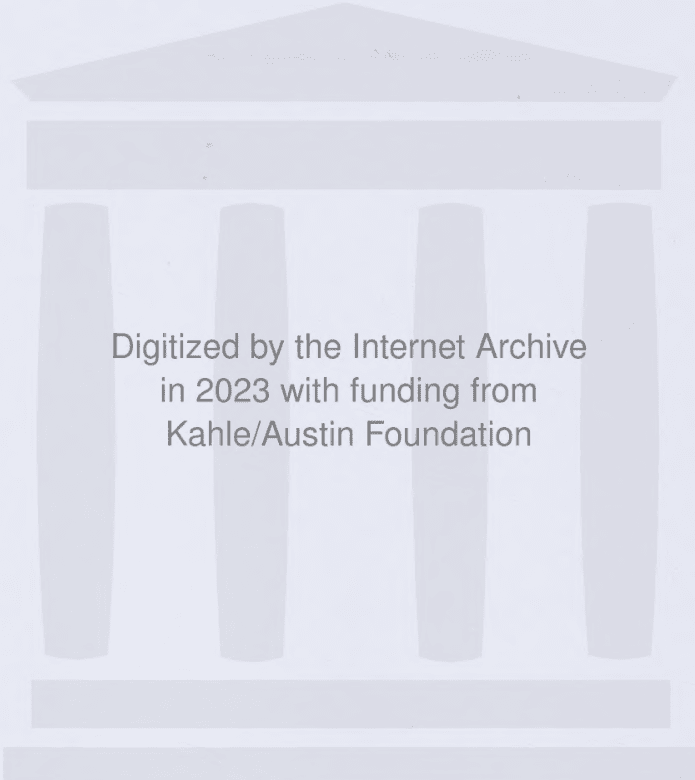 Digitized by the Internet Archive
in 2023 with funding from
Kahle/Austin Foundation